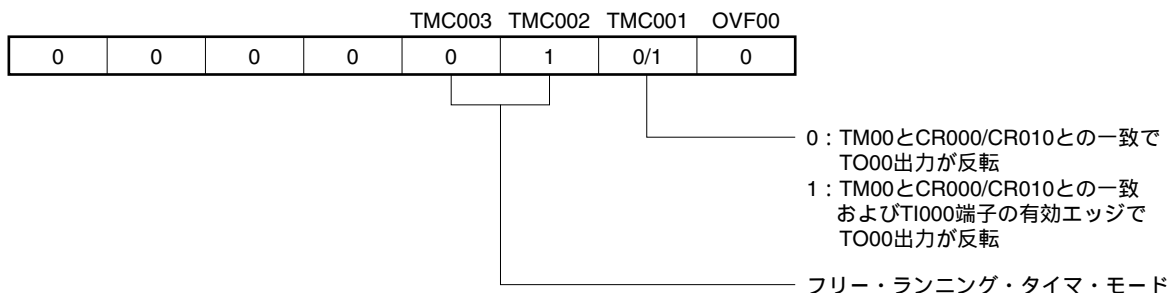 TMC003 TMC002 TMC001 OVF00
0 0 0 0 0 1 0/1 0
0：TM00とCR000/CR010との一致で
TO00出力が反転
1：TM00とCR000/CR010との一致
およびTI000端子の有効エッジで
TO00出力が反転
フリー・ランニング・タイマ・モード